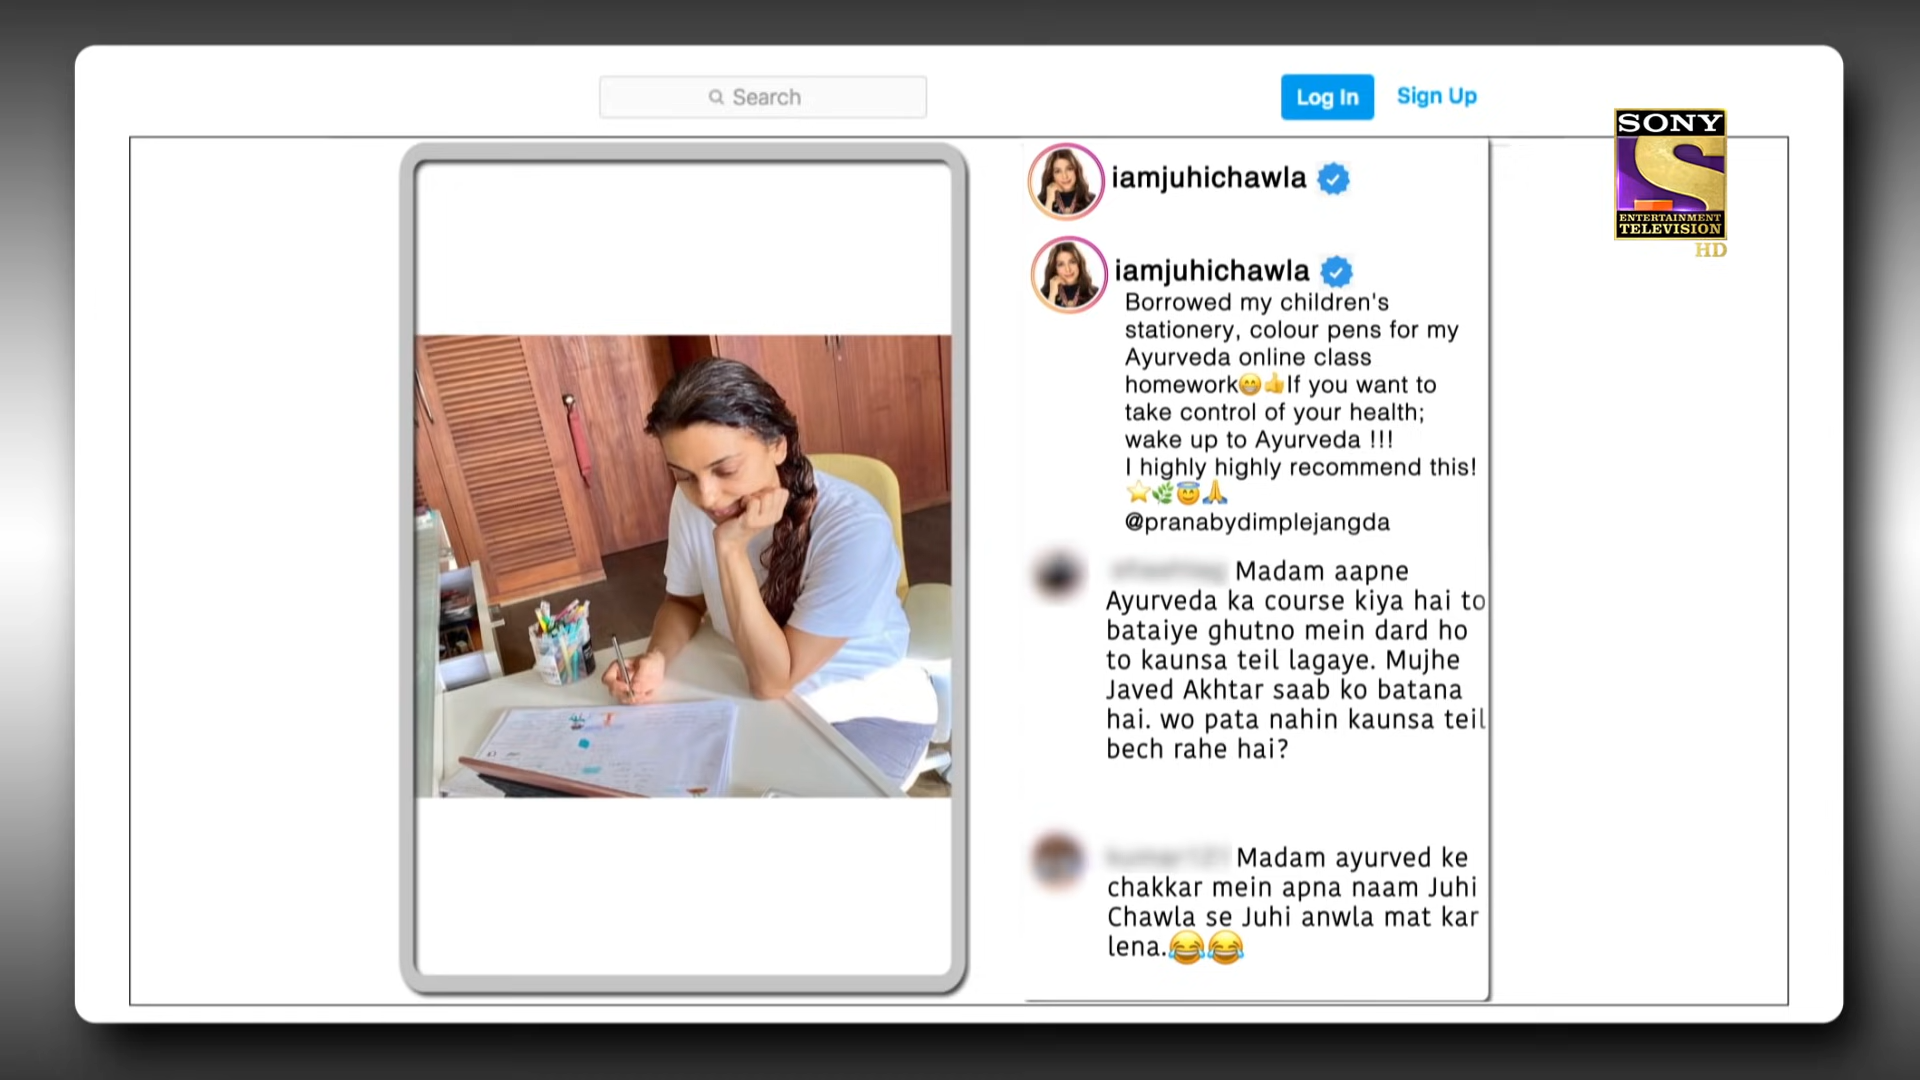 Search
Log In
Sign Up
SONY
ENTERTAINMENT
TELEVISION
HD
iamjuhichawla
iamjuhichawla
Borrowed my children's
stationery, colour pens for my
Ayurveda online class
homework😁👍If you want to
take control of your health;
wake up to Ayurveda !!!
I highly highly recommend this!
⭐🌿😇🙏
@pranabydimplejangda
Madam aapne
Ayurveda ka course kiya hai to
bataiye ghutno mein dard ho
to kaunsa teil lagaye. Mujhe
Javed Akhtar saab ko batana
hai. wo pata nahin kaunsa teil
bech rahe hai?
Madam ayurved ke
chakkar mein apna naam Juhi
Chawla se Juhi anwla mat kar
lena.😂😂